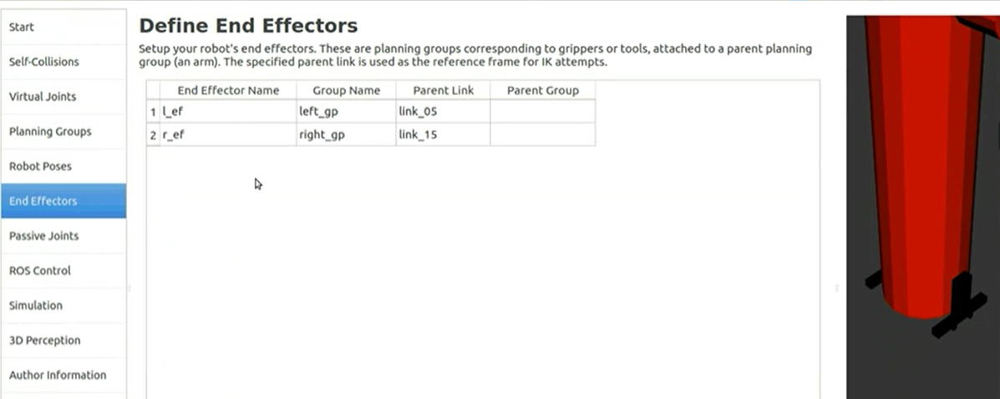 Start
Self-Collisions
Virtual Joints
Planning Groups
Robot Poses
End Effectors
Passive Joints
ROS Control
Simulation
3D Perception
Author Information
Define End Effectors
Setup your robot's end effectors. These are planning groups corresponding to grippers or tools, attached to a parent planning
group (an arm). The specified parent link is used as the reference frame for IK attempts.
End Effector Name Group Name Parent Link Parent Group
1 l_ef left_gp link_05
2 r_ef right_gp link_15